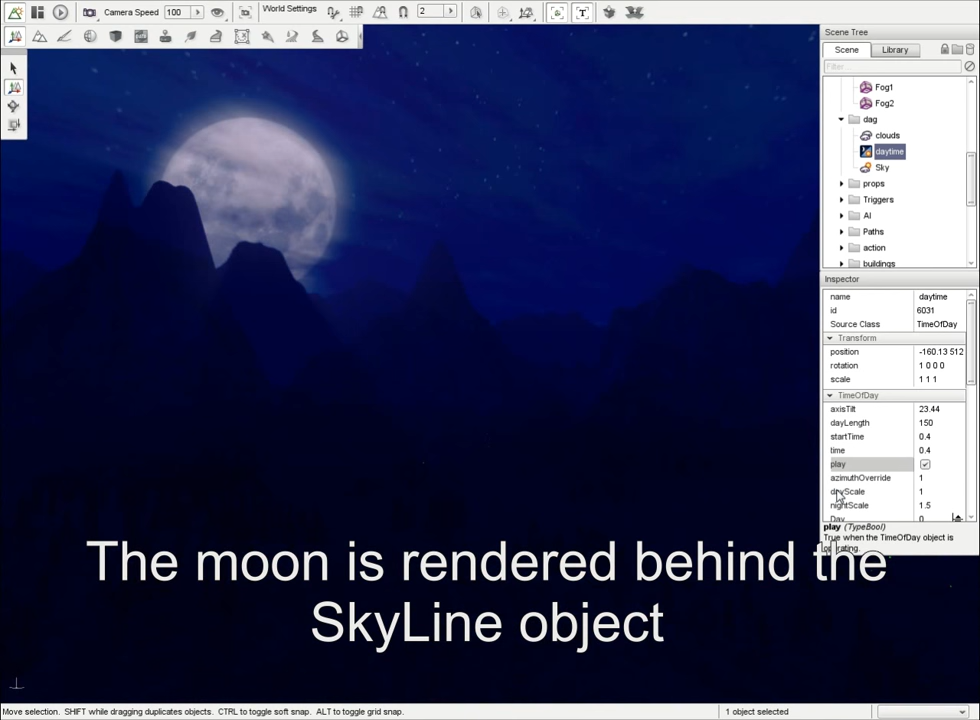 Camera Speed 100 World Settings 2
Scene Tree
Scene Library
Filter...
Fog1
Fog2
dag
clouds
daytime
Sky
props
Triggers
AI
Paths
action
buildings
Inspector
name daytime
id 6031
Source Class TimeOfDay
Transform
position -160.13 512
rotation 1 0 0 0
scale 1 1 1
TimeOfDay
axisTilt 23.44
dayLength 150
startTime 0.4
time 0.4
play
azimuthOverride 1
dayScale 1
nightScale 1.5
Day 0
play (TypeBool)
True when the TimeOfDay object is
operating.
The moon is rendered behind the
SkyLine object
Move selection. SHIFT while dragging duplicates objects. CTRL to toggle soft snap. ALT to toggle grid snap. 1 object selected